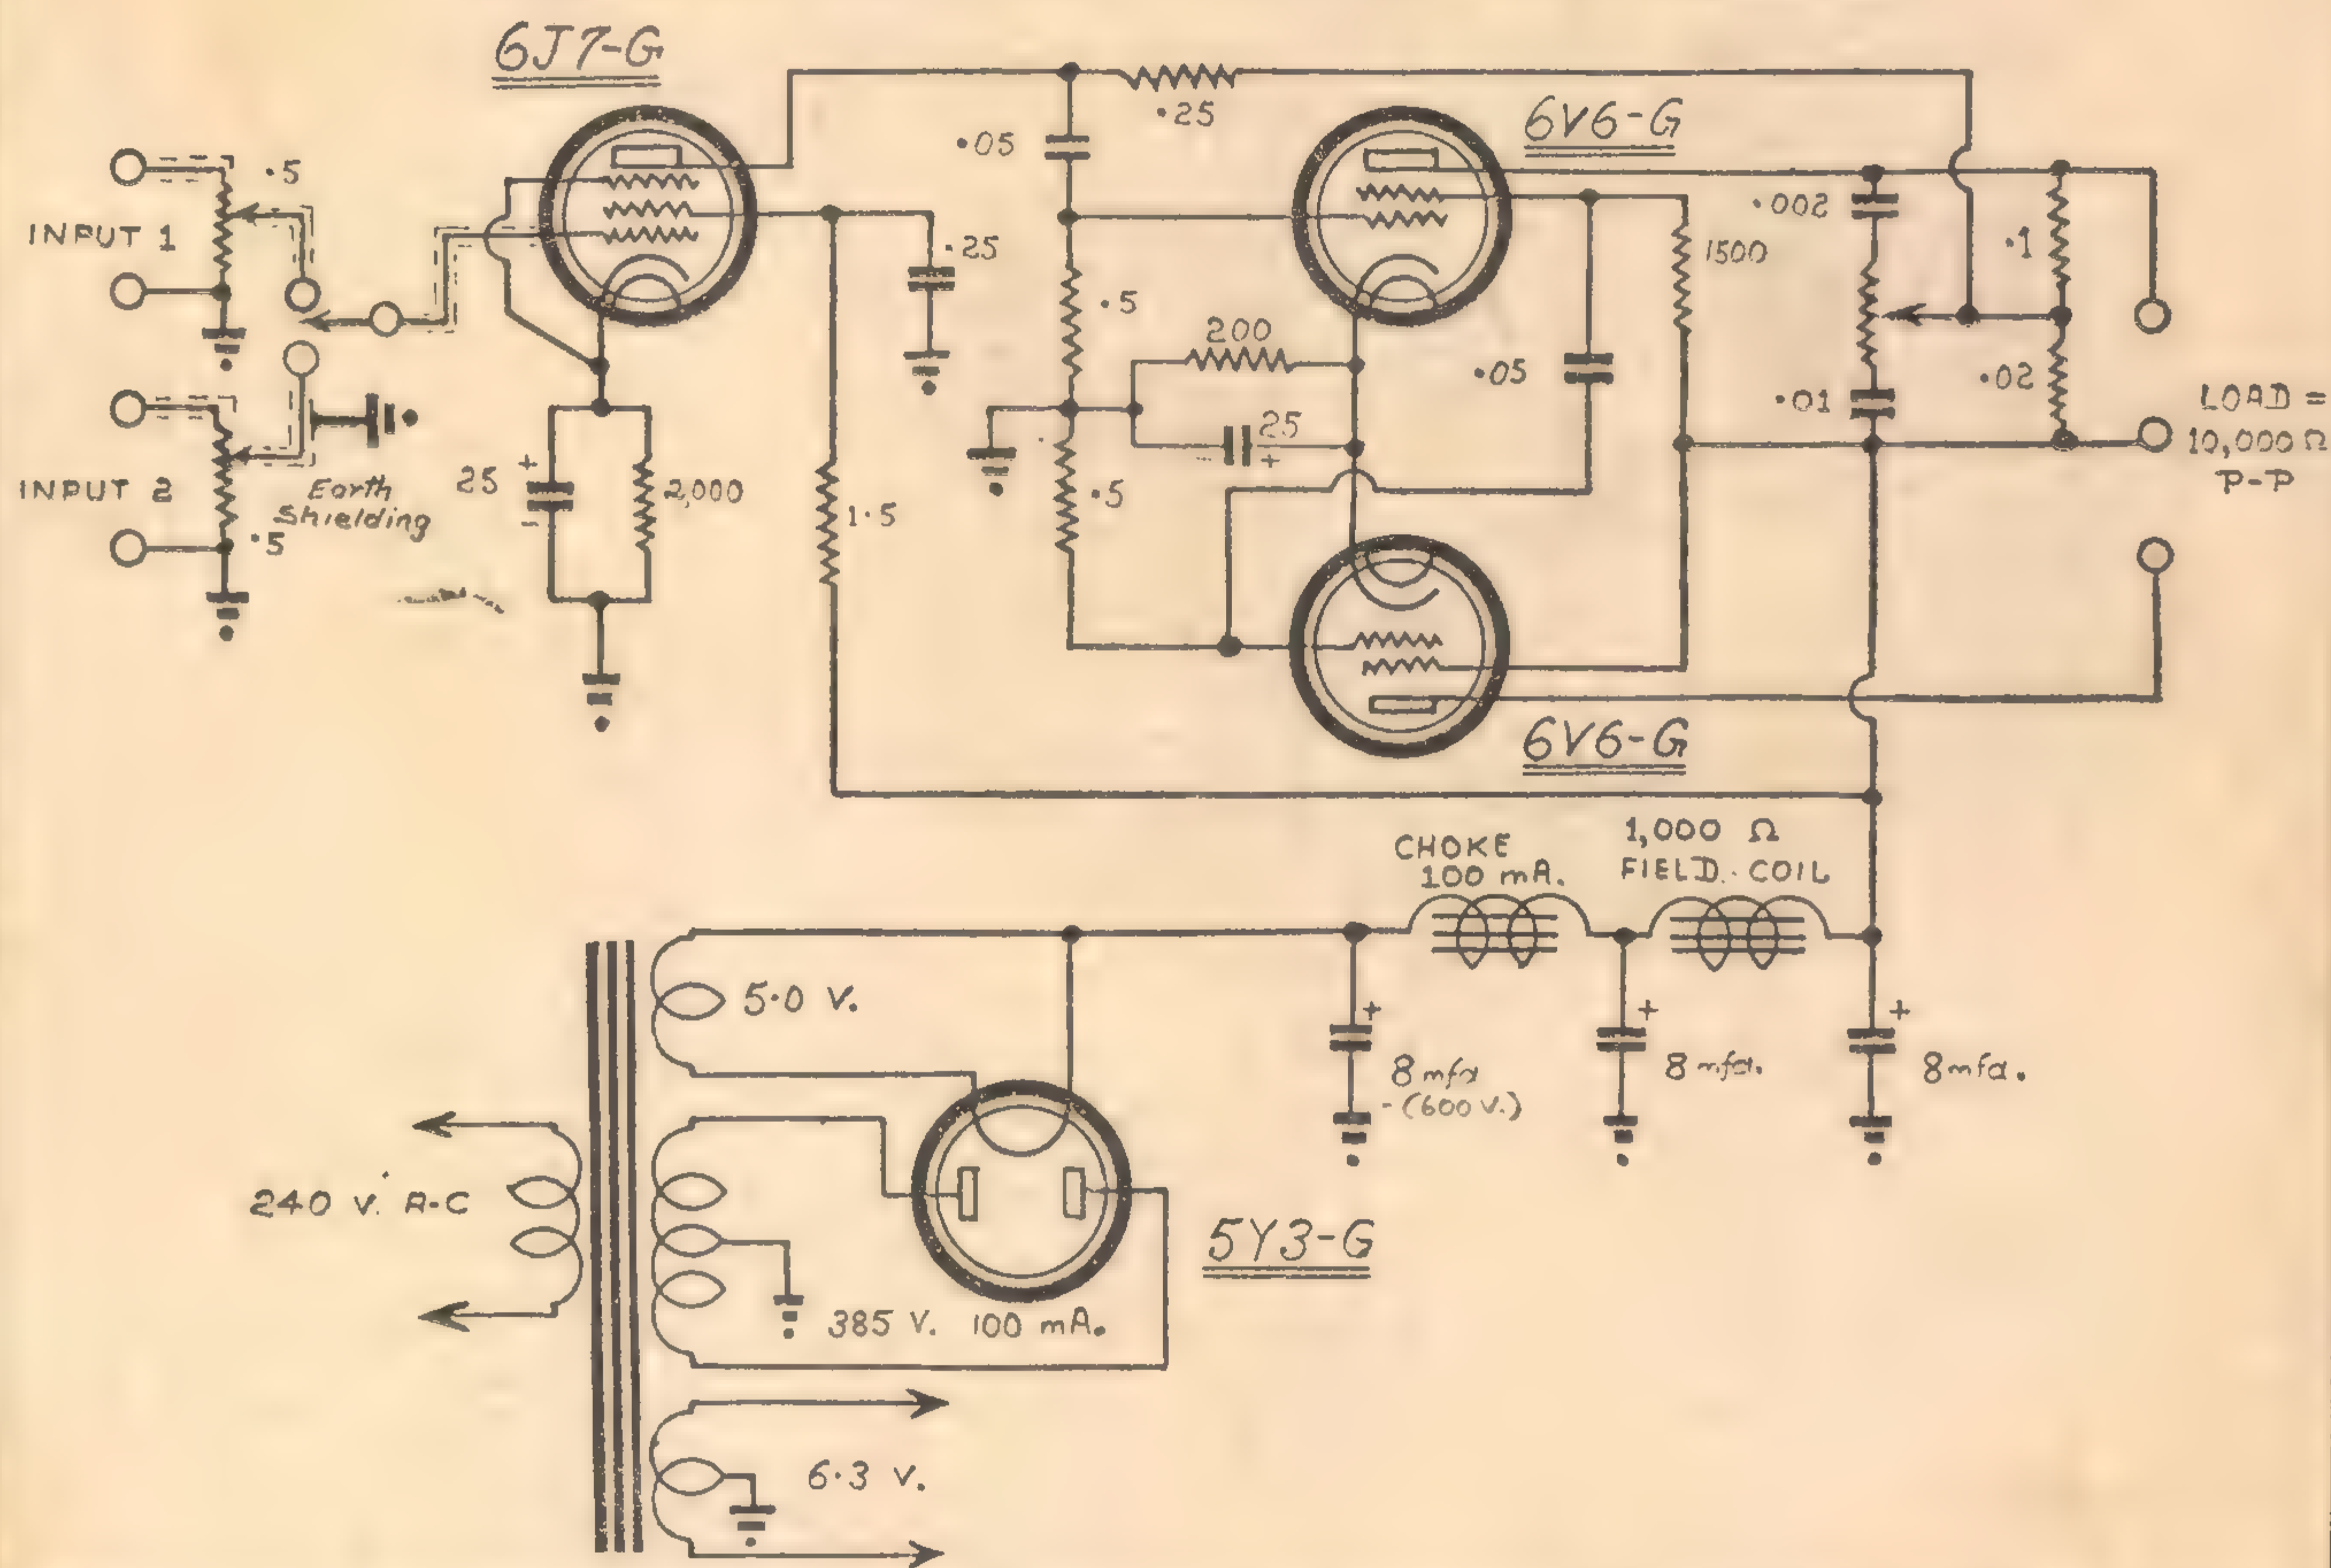 6J7-G
.25
6V6-G
.05
.5
INPUT 1
.002
.1
1500
.25
.5
200
.05
.02
.01
LOAD =
10,000 Ω
P-P
25
25
+
INPUT 2
Earth
Shielding
.5
25
+
-
2,000
1.5
.5
6V6-G
CHOKE
100 mA.
1,000 Ω
FIELD. COIL
5.0 V.
+
8 mfd
-(600 V.)
+
8 mfd.
+
8 mfd.
240 V. A-C
5Y3-G
385 V. 100 mA.
6.3 V.